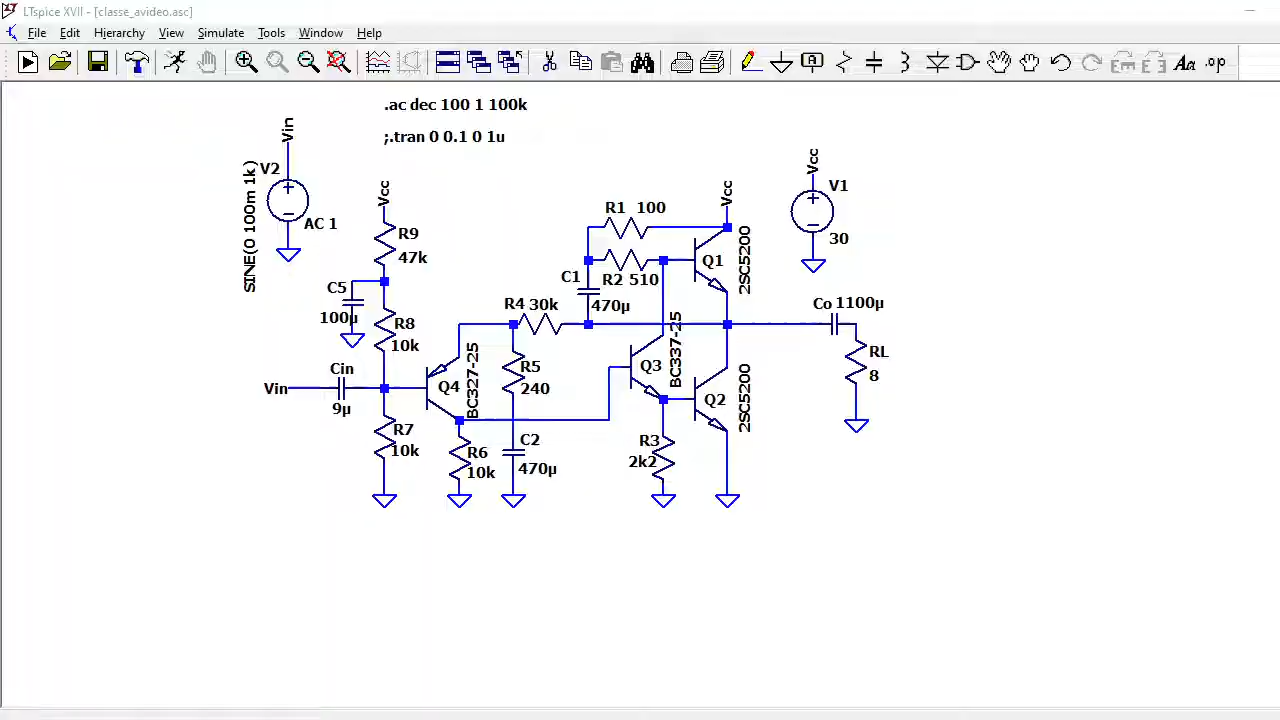 LTspice XVII - [classe_avideo.asc]
File Edit Hierarchy View Simulate Tools Window Help
.ac dec 100 1 100k
;.tran 0 0.1 0 1u
Vin
V2
SINE(0 100m 1k)
AC 1
Vcc
R9
47k
C5
100µ
R8
10k
Vin
Cin
9µ
R7
10k
Q4
BC327-25
R6
10k
R4 30k
R5
240
C2
470µ
R1 100
R2 510
C1
470µ
Vcc
Q1
2SC5200
Q3
BC337-25
R3
2k2
Q2
2SC5200
Vcc
V1
30
Co 1100µ
RL
8